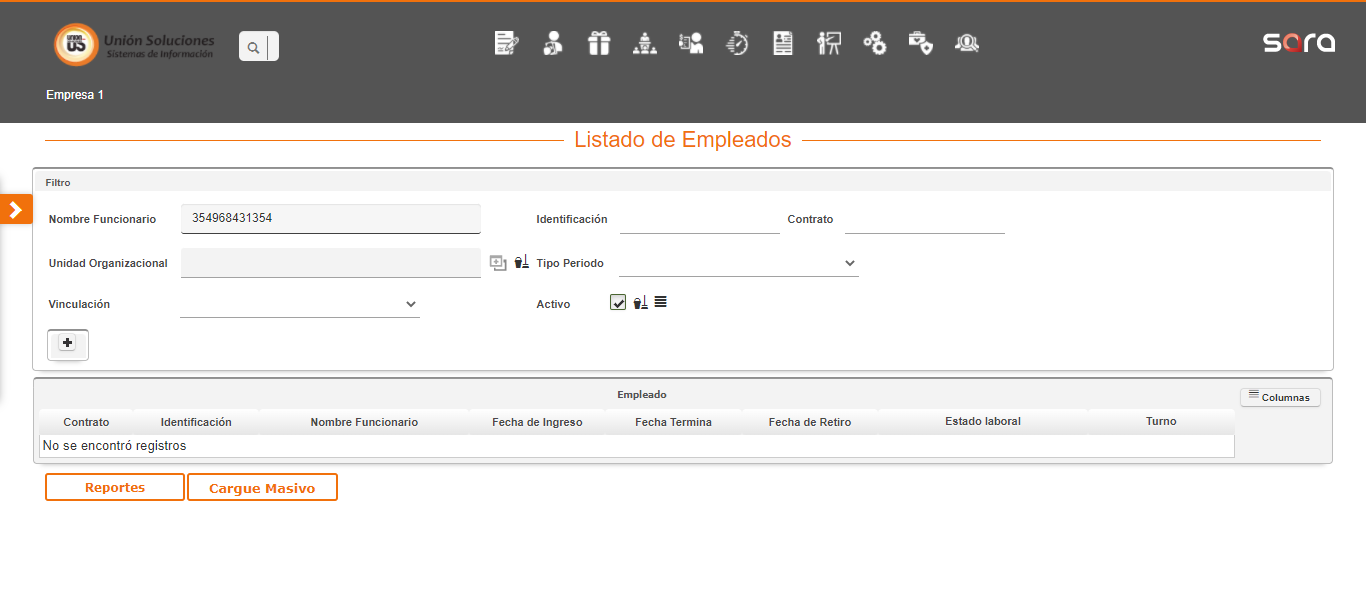 UNION
US
Unión Soluciones
Sistemas de Información
sara
Empresa 1
Listado de Empleados
Filtro
Nombre Funcionario 354968431354 Identificación Contrato
Unidad Organizacional Tipo Periodo
Vinculación Activo
Empleado
Columnas
Contrato Identificación Nombre Funcionario Fecha de Ingreso Fecha Termina Fecha de Retiro Estado laboral Turno
No se encontró registros
Reportes Cargue Masivo